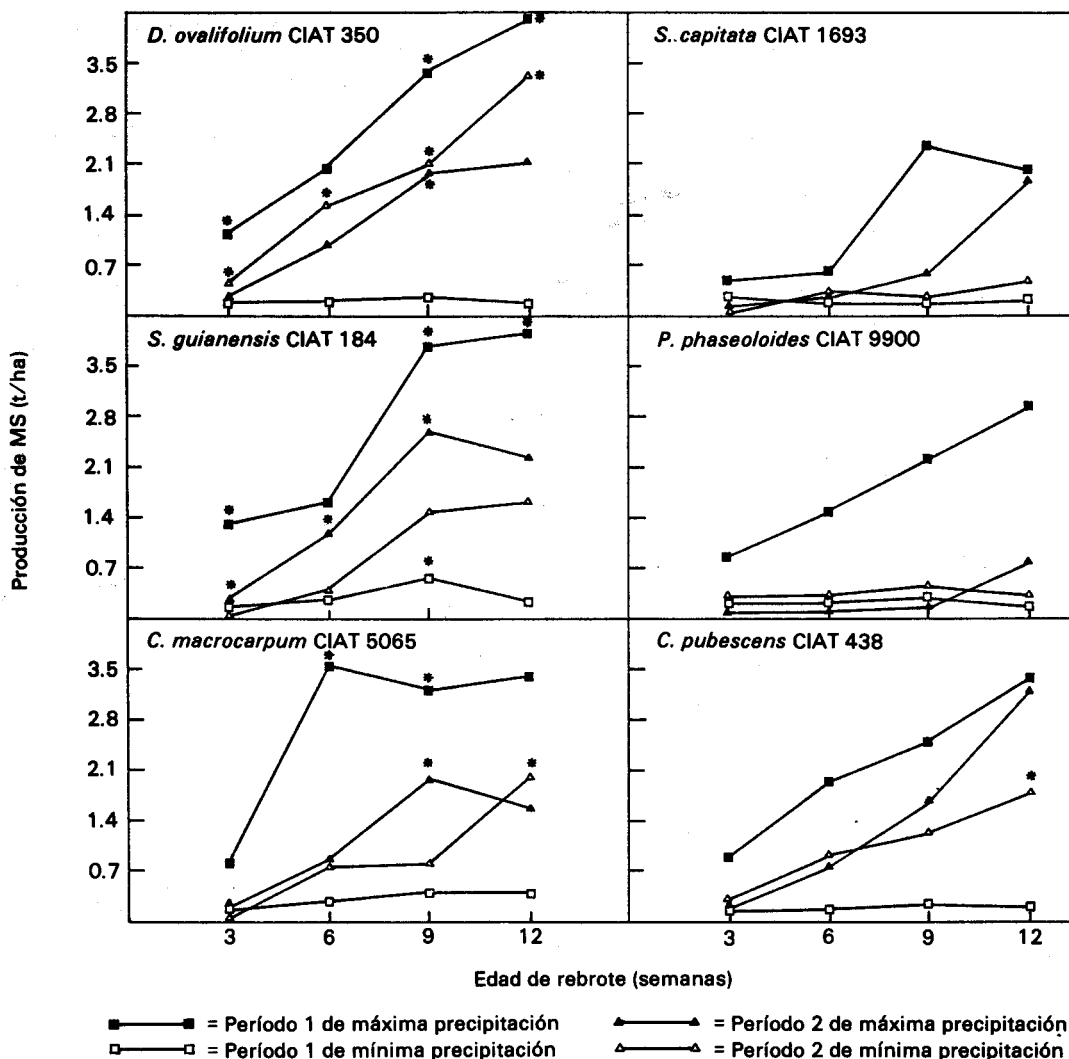 D. ovalifolium CIAT 350
S..capitata CIAT 1693
3.5
2.8
2.1
1.4
0.7
S. guianensis CIAT 184
P. phaseoloides CIAT 9900
3.5
2.8
2.1
1.4
0.7
Producción de MS (t/ha)
C. macrocarpum CIAT 5065
C. pubescens CIAT 438
3.5
2.8
2.1
1.4
0.7
3 6 9 12 3 6 9 12
Edad de rebrote (semanas)
= Período 1 de máxima precipitación
= Período 2 de máxima precipitación
= Período 1 de mínima precipitación
= Período 2 de mínima precipitación